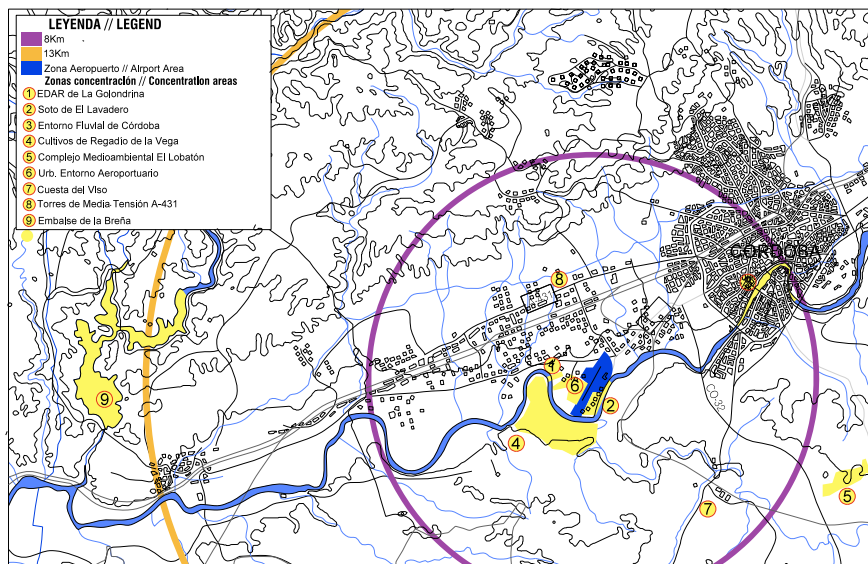 LEYENDA // LEGEND
8Km
13Km
Zona Aeropuerto // Airport Area
Zonas concentración // Concentration areas
1 EDAR de La Golondrina
2 Soto de El Lavadero
3 Entorno Fluvial de Córdoba
4 Cultivos de Regadio de la Vega
5 Complejo Medioambiental El Lobatón
6 Urb. Entorno Aeroportuario
7 Cuesta del Viso
8 Torres de Media Tensión A-431
9 Embalse de la Breña
CÓRDOBA
8
9
6
2
4
CO-32
7
5